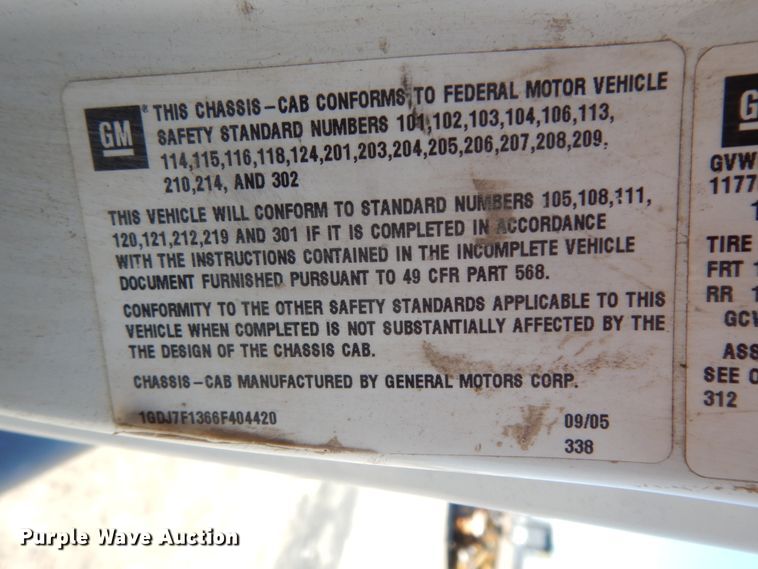 GM ® THIS CHASSIS-CAB CONFORMS TO FEDERAL MOTOR VEHICLE
SAFETY STANDARD NUMBERS 101,102,103,104,106,113,
114,115,116,118,124,201,203,204,205,206,207,208,209,
210,214, AND 302
THIS VEHICLE WILL CONFORM TO STANDARD NUMBERS 105,108,111,
120,121,212,219 AND 301 IF IT IS COMPLETED IN ACCORDANCE
WITH THE INSTRUCTIONS CONTAINED IN THE INCOMPLETE VEHICLE
DOCUMENT FURNISHED PURSUANT TO 49 CFR PART 568.
CONFORMITY TO THE OTHER SAFETY STANDARDS APPLICABLE TO THIS
VEHICLE WHEN COMPLETED IS NOT SUBSTANTIALLY AFFECTED BY THE
THE DESIGN OF THE CHASSIS CAB.
CHASSIS-CAB MANUFACTURED BY GENERAL MOTORS CORP.
1GDJ7F1366F404420 09/05
338
G
GVW
1177
1
TIRE
FRT 1
RR 1
GCV
ASS
SEE O
312
Purple Wave Auction